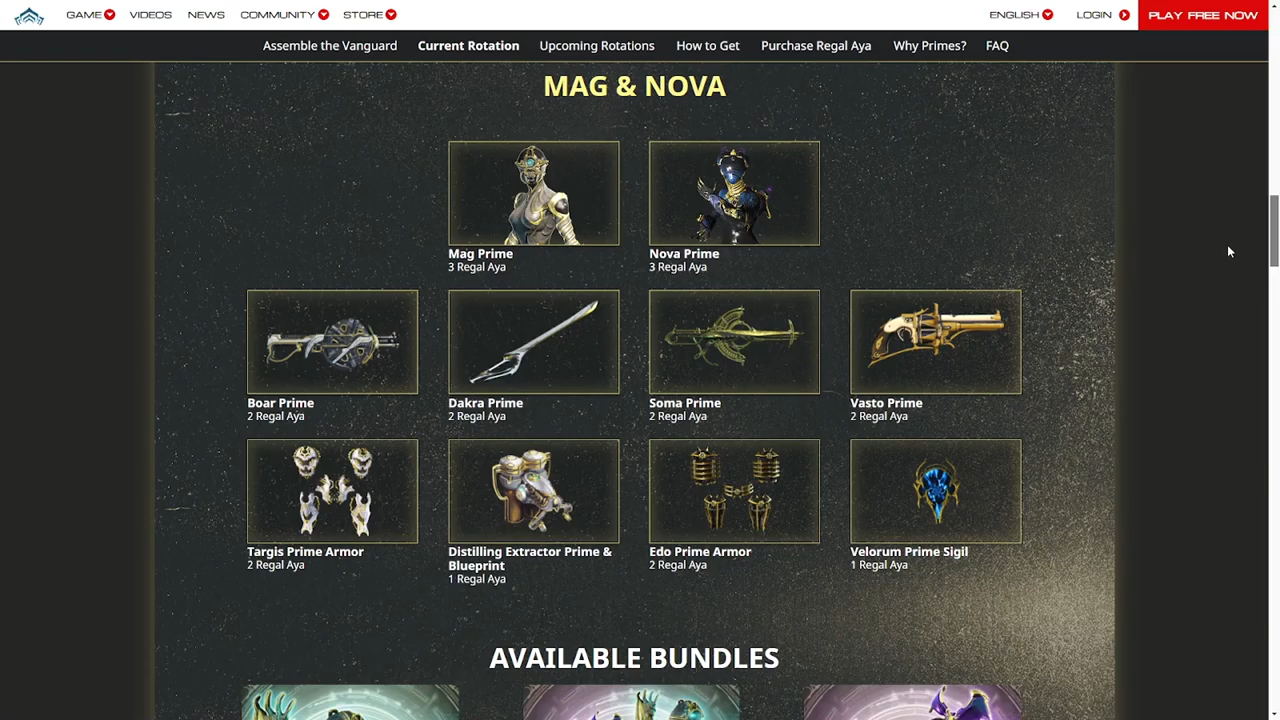 GAME VIDEOS NEWS COMMUNITY STORE ENGLISH LOGIN PLAY FREE NOW
Assemble the Vanguard Current Rotation Upcoming Rotations How to Get Purchase Regal Aya Why Primes? FAQ
MAG & NOVA
Mag Prime
3 Regal Aya
Nova Prime
3 Regal Aya
Boar Prime
2 Regal Aya
Dakra Prime
2 Regal Aya
Soma Prime
2 Regal Aya
Vasto Prime
2 Regal Aya
Targis Prime Armor
2 Regal Aya
Distilling Extractor Prime &
Blueprint
1 Regal Aya
Edo Prime Armor
2 Regal Aya
Velorum Prime Sigil
1 Regal Aya
AVAILABLE BUNDLES